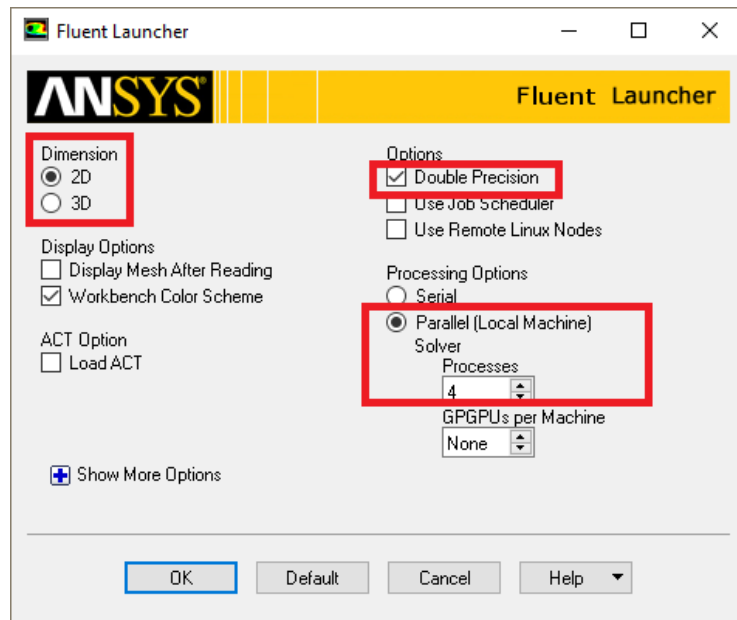 Fluent Launcher
ANSYS Fluent Launcher
Dimension
2D
3D
Display Options
Display Mesh After Reading
Workbench Color Scheme
ACT Option
Load ACT
Show More Options
Options
Double Precision
Use Job Scheduler
Use Remote Linux Nodes
Processing Options
Serial
Parallel (Local Machine)
Solver
Processes
4
GPGPUs per Machine
None
OK Default Cancel Help